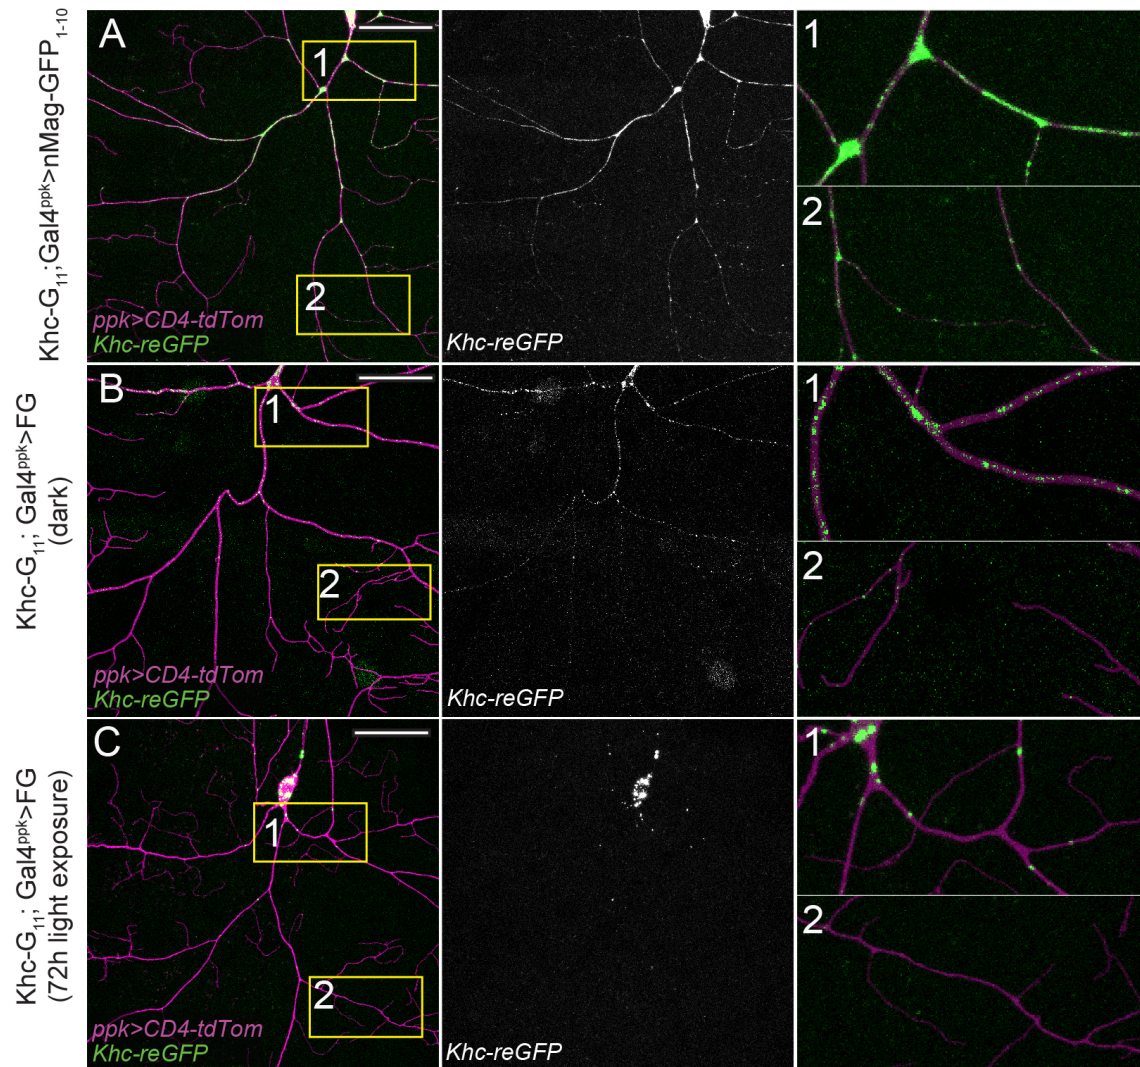 Khc-G11;Gal4ppk>nMag-GFP1-10
A
1
2
ppk>CD4-tdTom
Khc-reGFP
Khc-reGFP
1
2
Khc-G11; Gal4ppk>FG
(dark)
B
1
2
ppk>CD4-tdTom
Khc-reGFP
Khc-reGFP
1
2
Khc-G11; Gal4ppk>FG
(72h light exposure)
C
1
2
ppk>CD4-tdTom
Khc-reGFP
Khc-reGFP
1
2